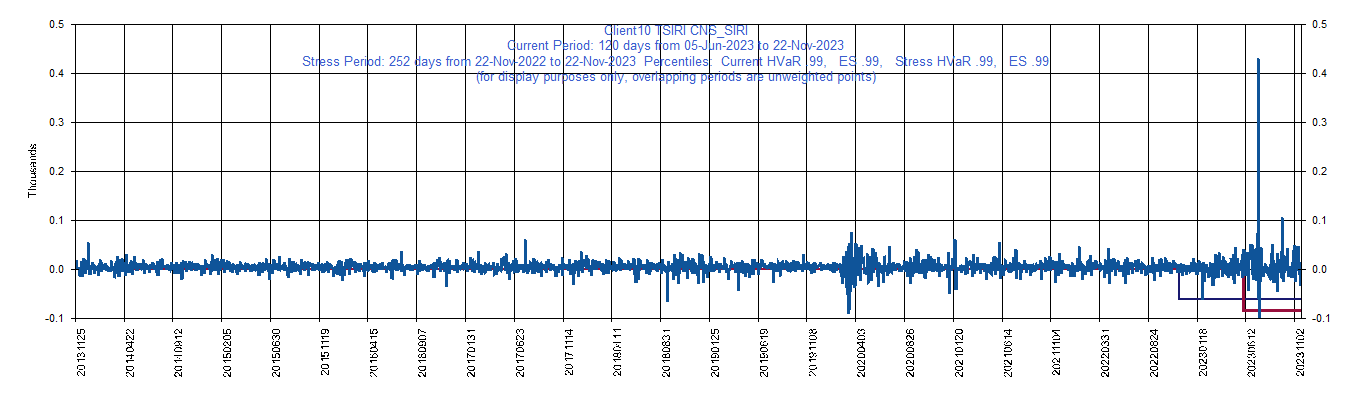 Client10 TSIRI CNS_SIRI
Current Period: 120 days from 05-Jun-2023 to 22-Nov-2023
Stress Period: 252 days from 22-Nov-2022 to 22-Nov-2023 Percentiles: Current HVaR .99, ES .99, Stress HVaR .99, ES .99
(for display purposes only, overlapping periods are unweighted points)
0.5 0.5
0.4 0.4
0.3 0.3
0.2 0.2
0.1 0.1
0.0 0.0
-0.1 -0.1
Thousands
20131125 20140422 20140912 20150205 20150630 20151119 20160415 20160907 20170131 20170623 20171114 20180411 20180831 20190125 20190619 20191108 20200403 20200826 20210120 20210614 20211104 20220331 20220824 20230118 20230612 20231102